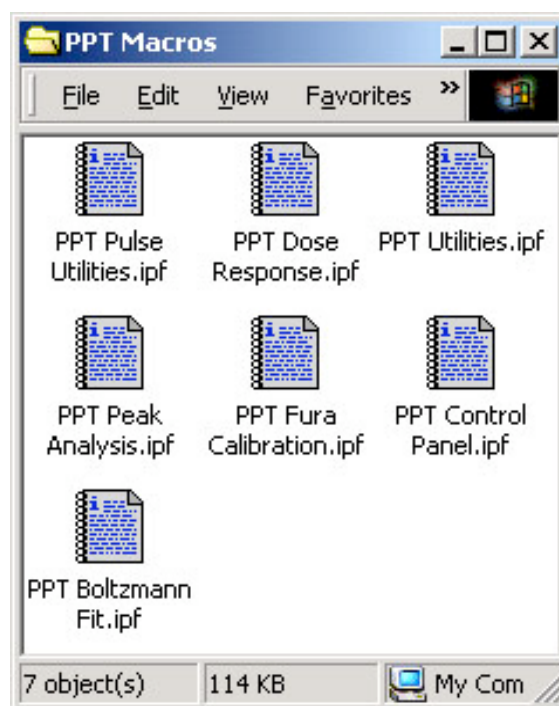 PPT Macros
File Edit View Favorites »
PPT Pulse
Utilities.ipf
PPT Dose
Response.ipf
PPT Utilities.ipf
PPT Peak
Analysis.ipf
PPT Fura
Calibration.ipf
PPT Control
Panel.ipf
PPT Boltzmann
Fit.ipf
7 object(s) 114 KB My Com